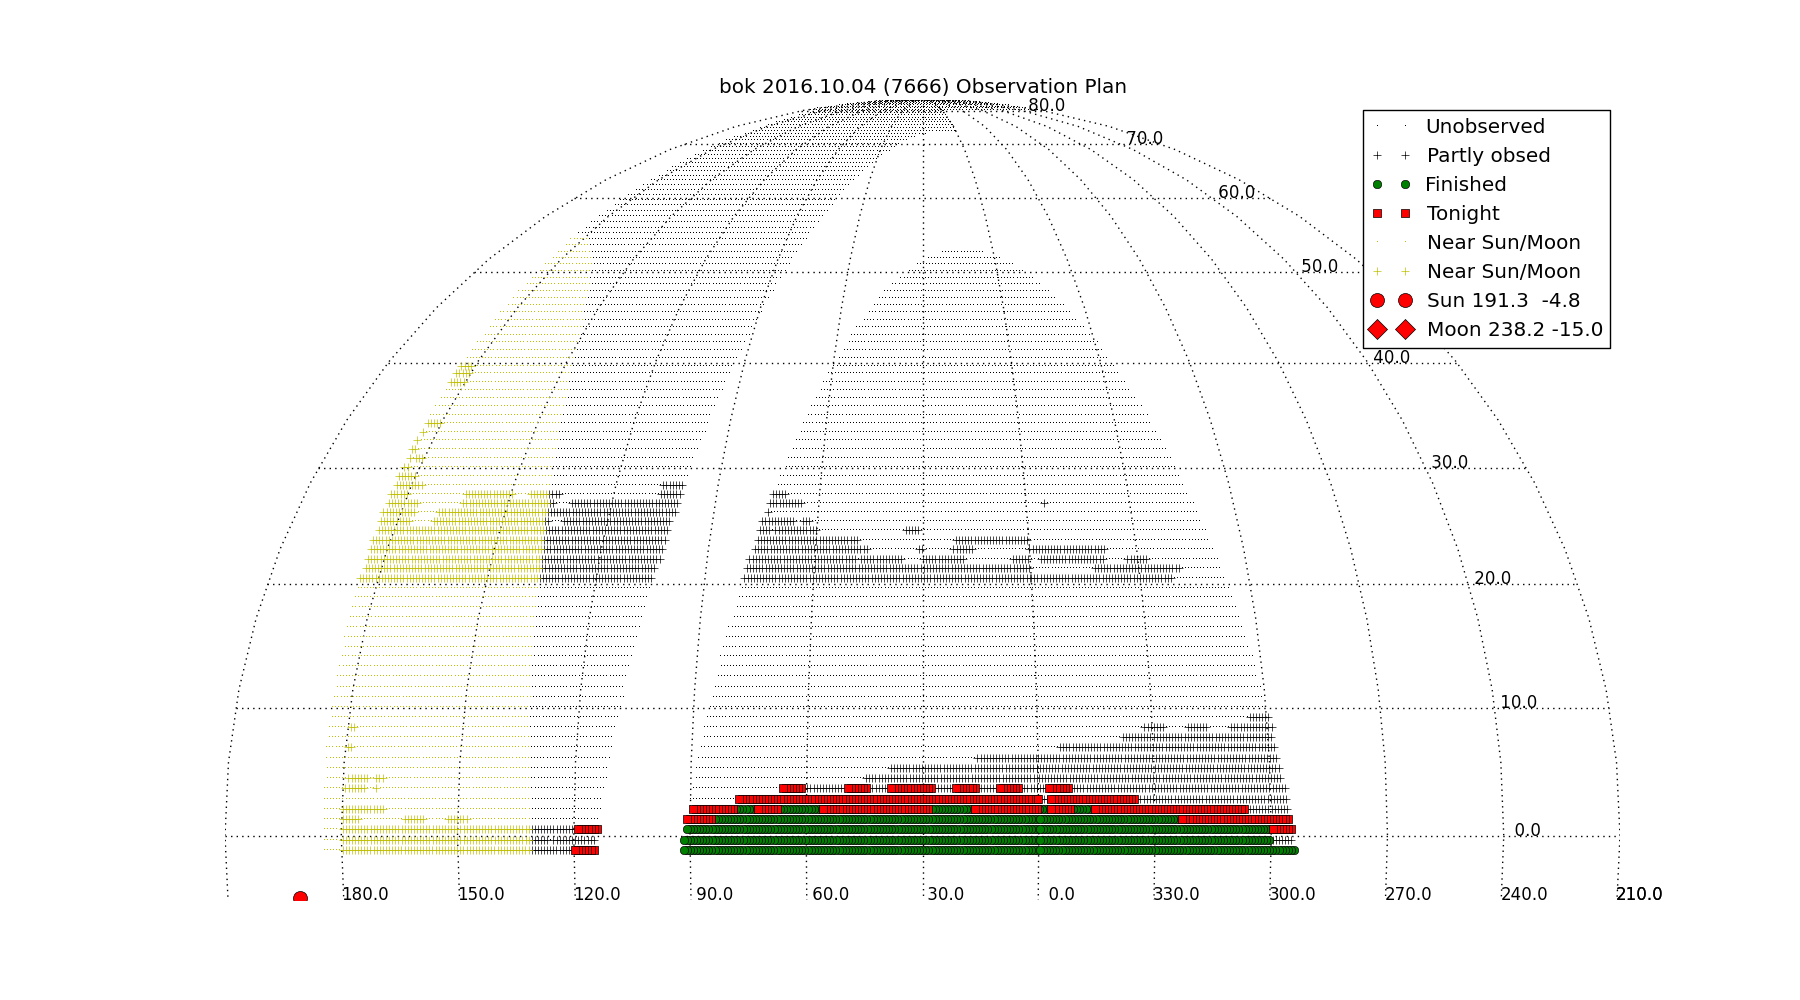 bok 2016.10.04 (7666) Observation Plan
80.0
70.0
60.0
50.0
40.0
30.0
20.0
10.0
0.0
Unobserved
Partly obsed
Finished
Tonight
Near Sun/Moon
Near Sun/Moon
Sun 191.3 -4.8
Moon 238.2 -15.0
180.0 150.0 120.0 90.0 60.0 30.0 0.0 330.0 300.0 270.0 240.0 210.0